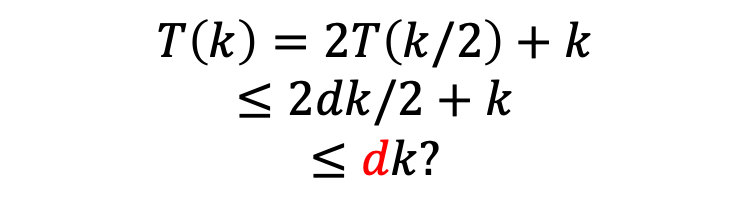 T(k) = 2T(k/2) + k
≤ 2dk/2 + k
≤ dk?